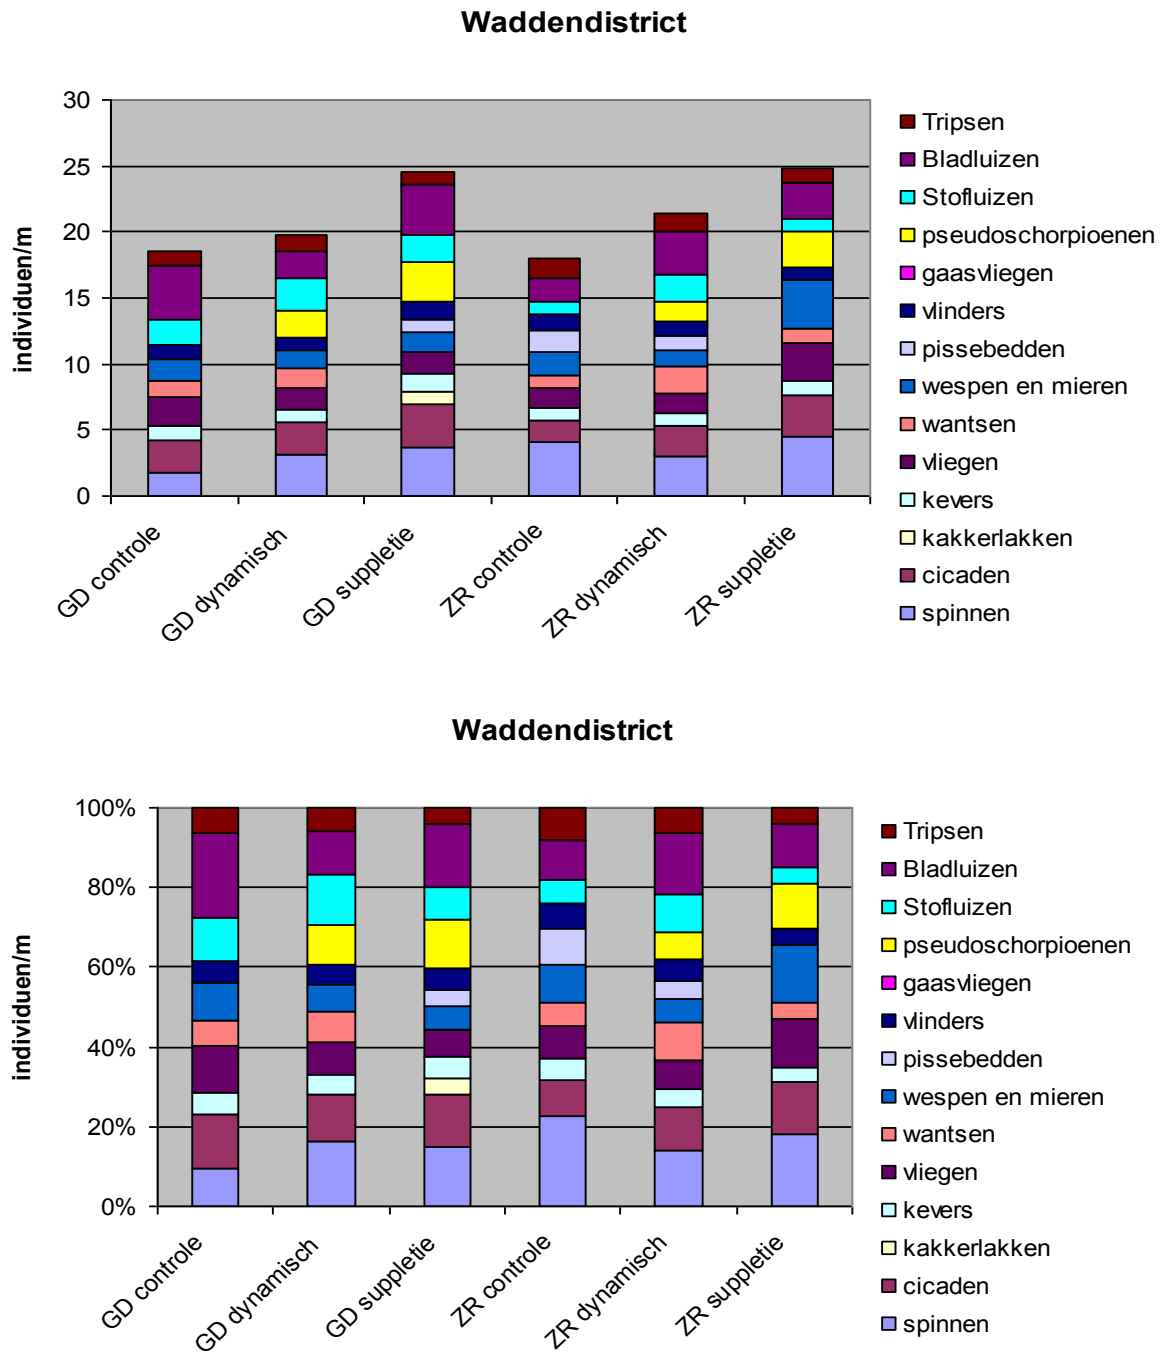 Waddendistrict
30
25
20
15
10
5
0
individuen/m
GD controle
GD dynamisch
GD suppletie
ZR controle
ZR dynamisch
ZR suppletie
Tripsen
Bladluizen
Stofluizen
pseudoschorpioenen
gaasvliegen
vlinders
pissebedden
wespen en mieren
wantsen
vliegen
kevers
kakkerlakken
cicaden
spinnen
Waddendistrict
100%
80%
60%
40%
20%
0%
individuen/m
GD controle
GD dynamisch
GD suppletie
ZR controle
ZR dynamisch
ZR suppletie
Tripsen
Bladluizen
Stofluizen
pseudoschorpioenen
gaasvliegen
vlinders
pissebedden
wespen en mieren
wantsen
vliegen
kevers
kakkerlakken
cicaden
spinnen